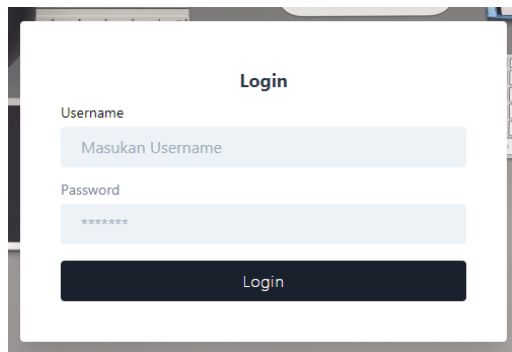 Login
Username
Masukan Username
Password
*******
Login